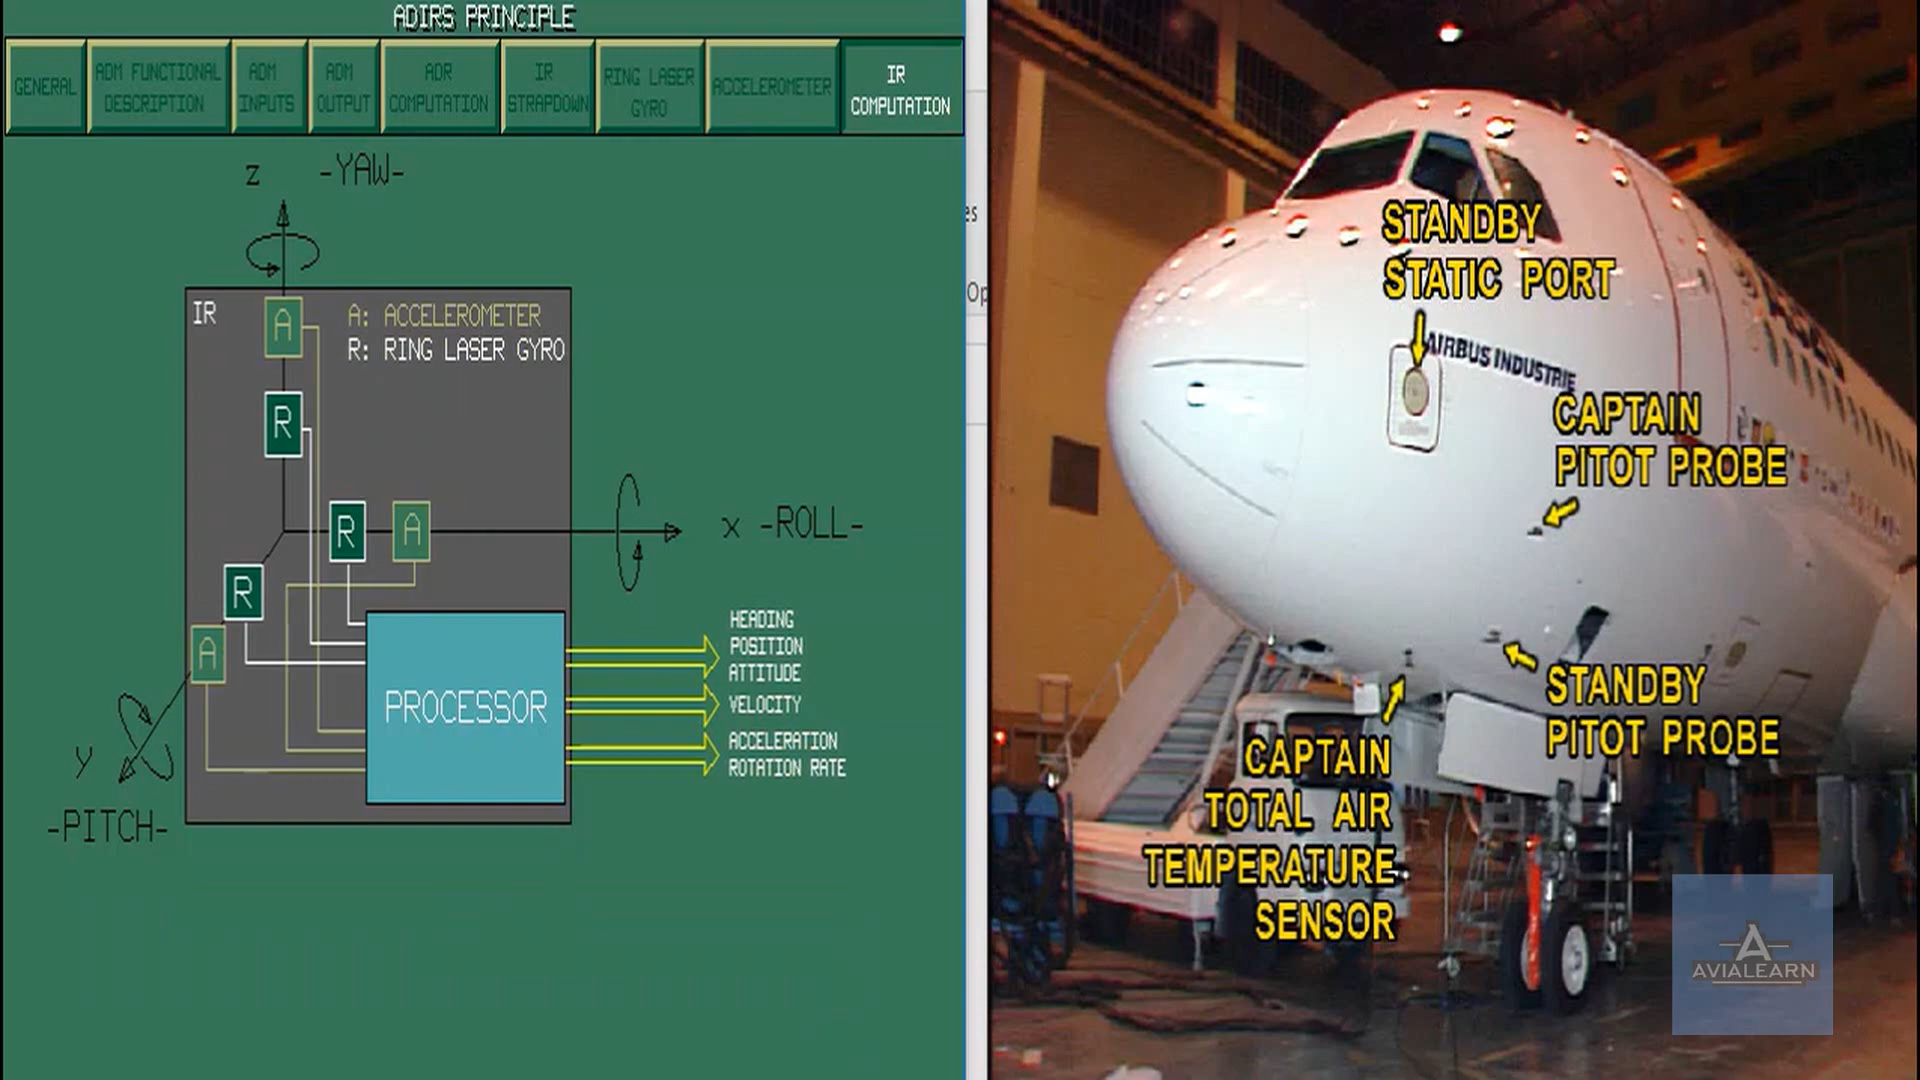 ADIRS PRINCIPLE
GENERAL
ADM FUNCTIONAL
DESCRIPTION
ADM
INPUTS
ADM
OUTPUT
ADR
COMPUTATION
IR
STRAPDOWN
RING LASER
GYRO
ACCELEROMETER
IR
COMPUTATION
Z -YAW-
IR
A
A: ACCELEROMETER
R: RING LASER GYRO
R
R
A
X -ROLL-
R
A
PROCESSOR
HEADING
POSITION
ATTITUDE
VELOCITY
ACCELERATION
ROTATION RATE
y
-PITCH-
es
Op
STANDBY
STATIC PORT
AIRBUS INDUSTRIE
CAPTAIN
PITOT PROBE
STANDBY
PITOT PROBE
CAPTAIN
TOTAL AIR
TEMPERATURE
SENSOR
A
AVIALEARN